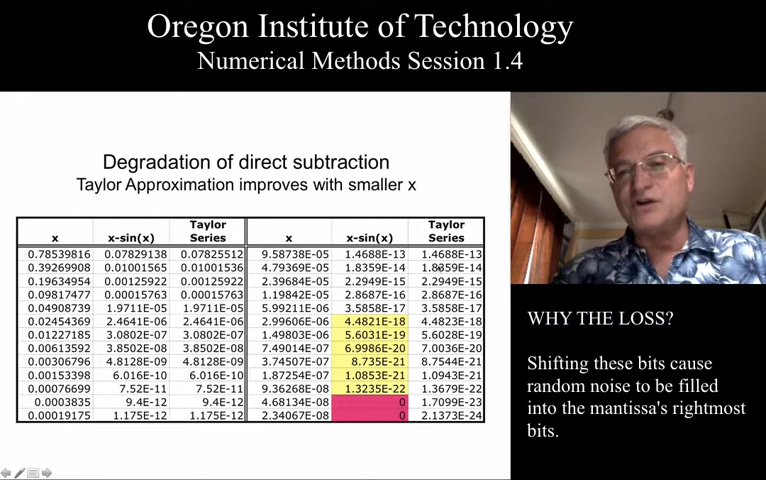 Oregon Institute of Technology
Numerical Methods Session 1.4
Degradation of direct subtraction
Taylor Approximation improves with smaller x
x x-sin(x) Taylor Series x x-sin(x) Taylor Series
0.78539816 0.07829138 0.07825512 9.58738E-05 1.4688E-13 1.4688E-13
0.39269908 0.01001565 0.01001536 4.79369E-05 1.8359E-14 1.8359E-14
0.19634954 0.00125922 0.00125922 2.39684E-05 2.2949E-15 2.2949E-15
0.09817477 0.00015763 0.00015763 1.19842E-05 2.8687E-16 2.8687E-16
0.04908739 1.9711E-05 1.9711E-05 5.99211E-06 3.5858E-17 3.5858E-17
0.02454369 2.4641E-06 2.4641E-06 2.99606E-06 4.4821E-18 4.4823E-18
0.01227185 3.0802E-07 3.0802E-07 1.49803E-06 5.6031E-19 5.6028E-19
0.00613592 3.8502E-08 3.8502E-08 7.49014E-07 6.9986E-20 7.0036E-20
0.00306796 4.8128E-09 4.8128E-09 3.74507E-07 8.735E-21 8.7544E-21
0.00153398 6.016E-10 6.016E-10 1.87254E-07 1.0853E-21 1.0943E-21
0.00076699 7.52E-11 7.52E-11 9.36268E-08 1.3235E-22 1.3679E-22
0.0003835 9.4E-12 9.4E-12 4.68134E-08 0 1.7099E-23
0.00019175 1.175E-12 1.175E-12 2.34067E-08 0 2.1373E-24
WHY THE LOSS?
Shifting these bits cause
random noise to be filled
into the mantissa's rightmost
bits.